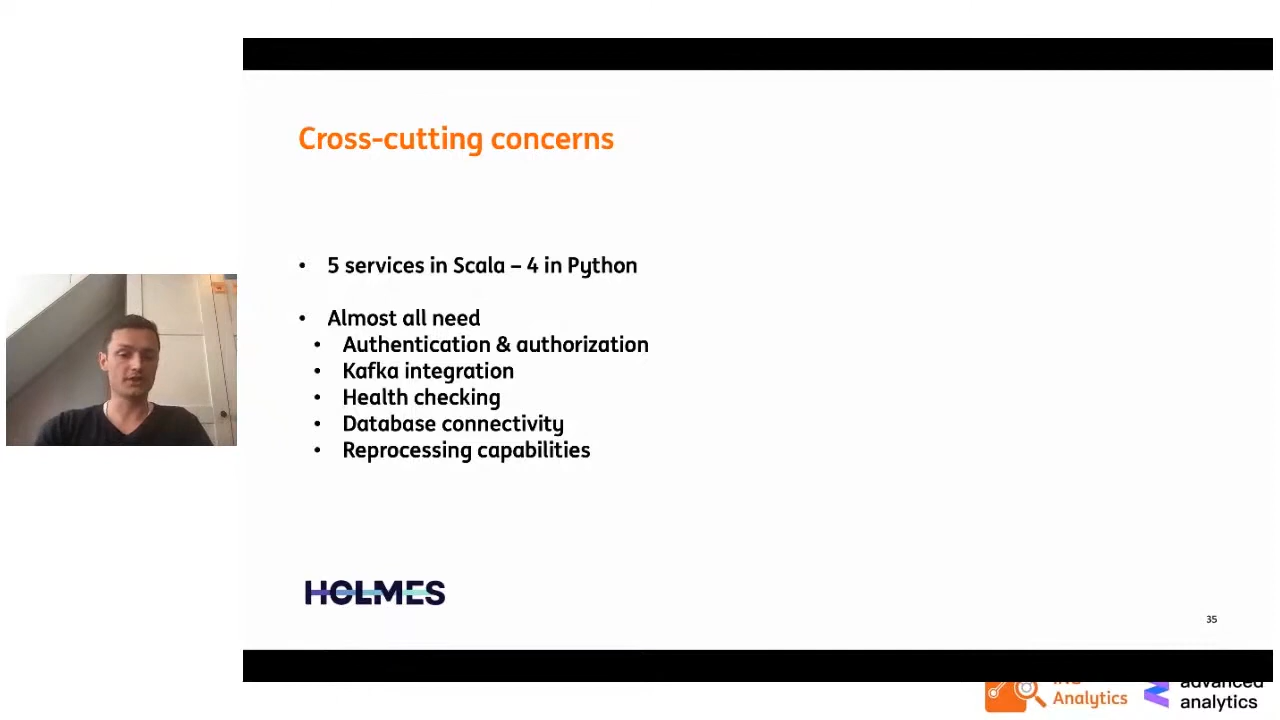 Cross-cutting concerns
• 5 services in Scala – 4 in Python
• Almost all need
• Authentication & authorization
• Kafka integration
• Health checking
• Database connectivity
• Reprocessing capabilities
HOLMES
35
Analytics
advanced
analytics